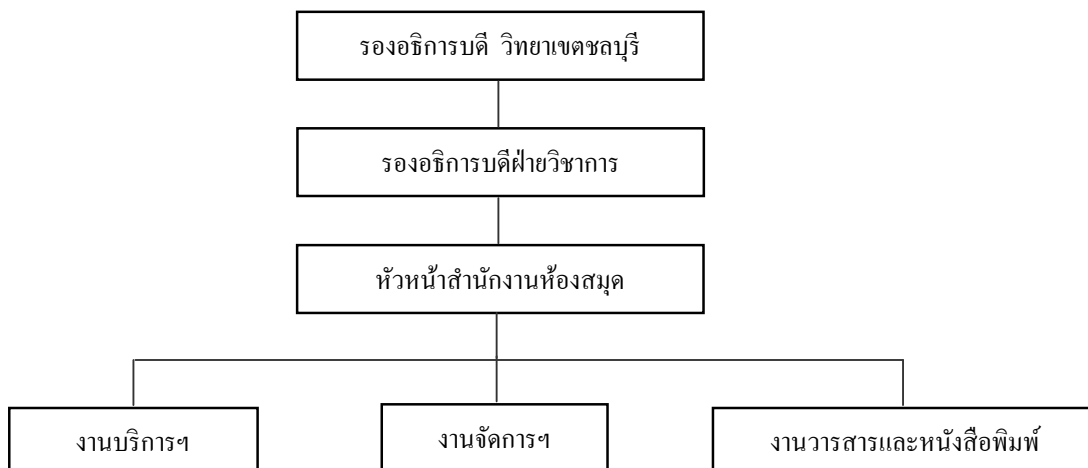 รองอธิการบดี วิทยาเขตชลบุรี
รองอธิการบดีฝ่ายวิชาการ
หัวหน้าสำนักงานห้องสมุด
งานบริการฯ
งานจัดการฯ
งานวารสารและหนังสือพิมพ์